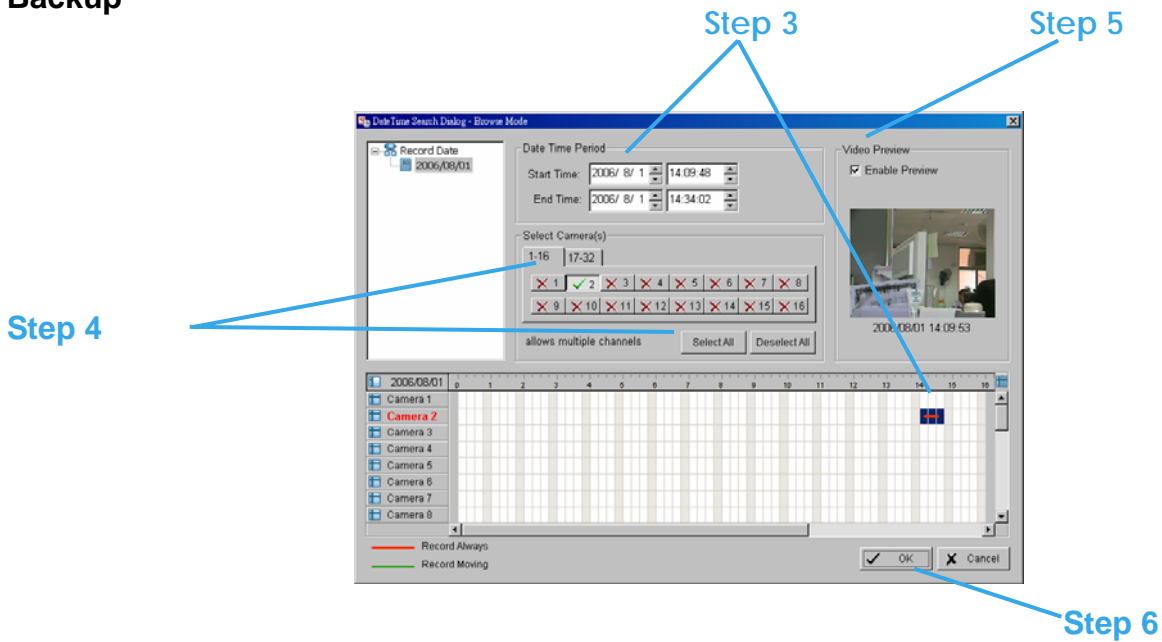 Backup
Step 3
Step 5
DateTime Search Dialog - Browse Mode
Record Date
2006/08/01
Date Time Period
Start Time: 2006/ 8/ 1 14:09:48
End Time: 2006/ 8/ 1 14:34:02
Video Preview
Enable Preview
2006/08/01 14:09:53
Select Camera(s)
1-16 17-32
1 2 3 4 5 6 7 8
9 10 11 12 13 14 15 16
allows multiple channels Select All Deselect All
Step 4
2006/08/01 0 1 2 3 4 5 6 7 8 9 10 11 12 13 14 15 16
Camera 1
Camera 2
Camera 3
Camera 4
Camera 5
Camera 6
Camera 7
Camera 8
Record Always
Record Moving
OK Cancel
Step 6